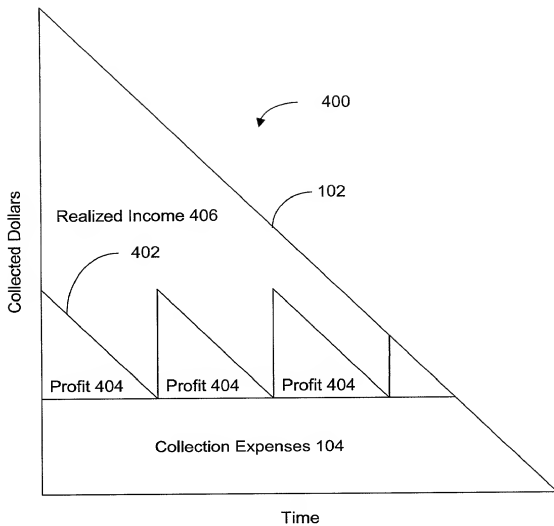 400
102
Realized Income 406
402
Collected Dollars
Profit 404
Profit 404
Profit 404
Collection Expenses 104
Time